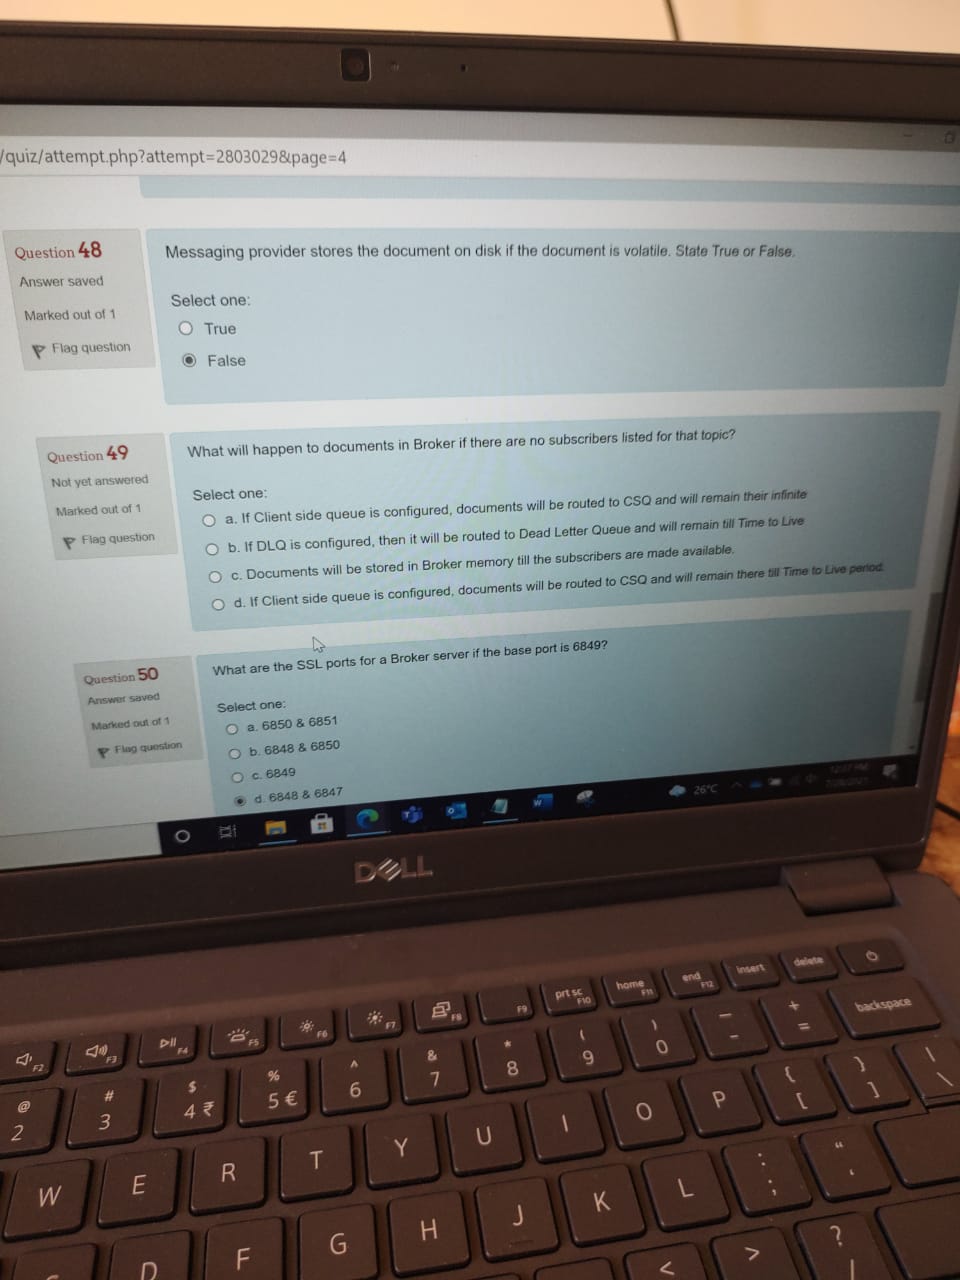 /quiz/attempt.php?attempt=2803029&page=4
Question 48
Answer saved
Marked out of 1
Flag question
Messaging provider stores the document on disk if the document is volatile. State True or False.
Select one:
True
False
Question 49
Not yet answered
Marked out of 1
Flag question
What will happen to documents in Broker if there are no subscribers listed for that topic?
Select one:
a. If Client side queue is configured, documents will be routed to CSQ and will remain their infinite
b. If DLQ is configured, then it will be routed to Dead Letter Queue and will remain till Time to Live
c. Documents will be stored in Broker memory till the subscribers are made available.
d. If Client side queue is configured, documents will be routed to CSQ and will remain there till Time to Live period.
Question 50
Answer saved
Marked out of 1
Flag question
What are the SSL ports for a Broker server if the base port is 6849?
Select one:
a. 6850 & 6851
b. 6848 & 6850
c. 6849
d. 6848 & 6847
26°C
DELL
F2 F3 F4 F5 F6 F7 F8 F9 prt sc F10 home F11 end F12 insert delete
@ 2 # 3 $ 4 ₹ % 5 € ^ 6 & 7 * 8 ( 9 ) 0 _ - + = backspace
W E R T Y U I O P { [ } ] | \
D F G H J K L : ; “ ‘
< > ? /